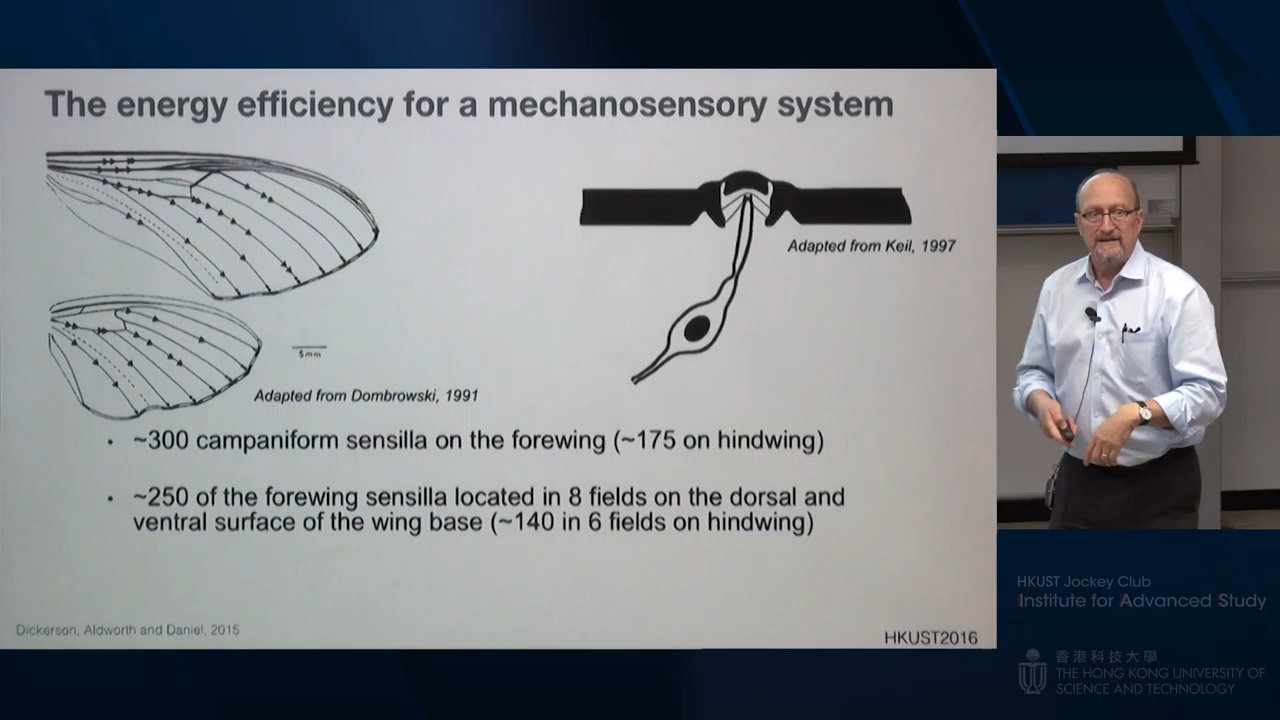 The energy efficiency for a mechanosensory system
Adapted from Keil, 1997
5mm
Adapted from Dombrowski, 1991
• ~300 campaniform sensilla on the forewing (~175 on hindwing)
• ~250 of the forewing sensilla located in 8 fields on the dorsal and
ventral surface of the wing base (~140 in 6 fields on hindwing)
Dickerson, Aldworth and Daniel, 2015
HKUST2016
HKUST Jockey Club
Institute for Advanced Study
香港科技大學
THE HONG KONG UNIVERSITY OF
SCIENCE AND TECHNOLOGY